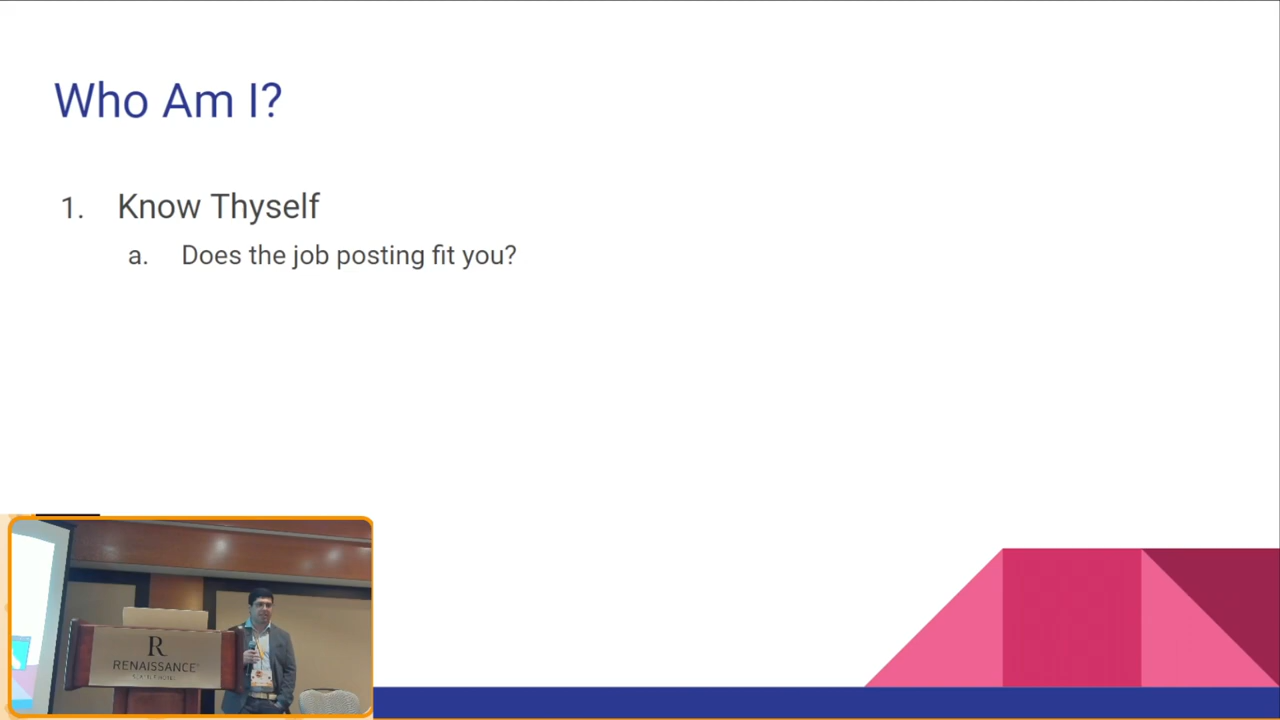 Who Am I?
1. Know Thyself
a. Does the job posting fit you?
R
RENAISSANCE